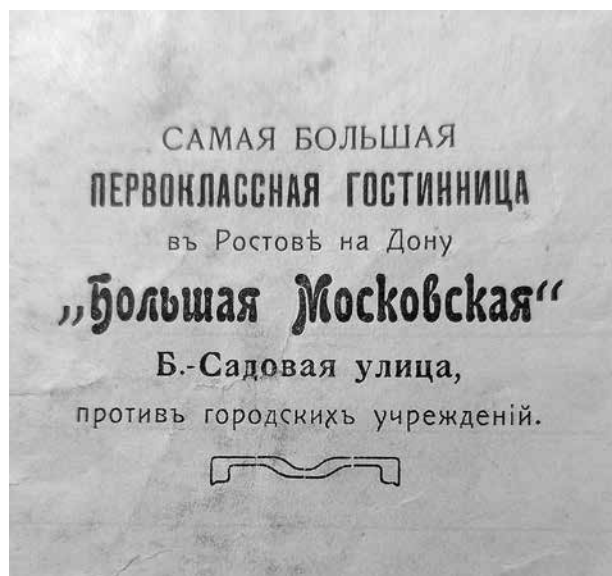 САМАЯ БОЛЬШАЯ
ПЕРВОКЛАССНАЯ ГОСТИННИЦА
въ Ростовѣ на Дону
„Большая Московская“
Б.-Садовая улица,
противъ городскихъ учрежденій.